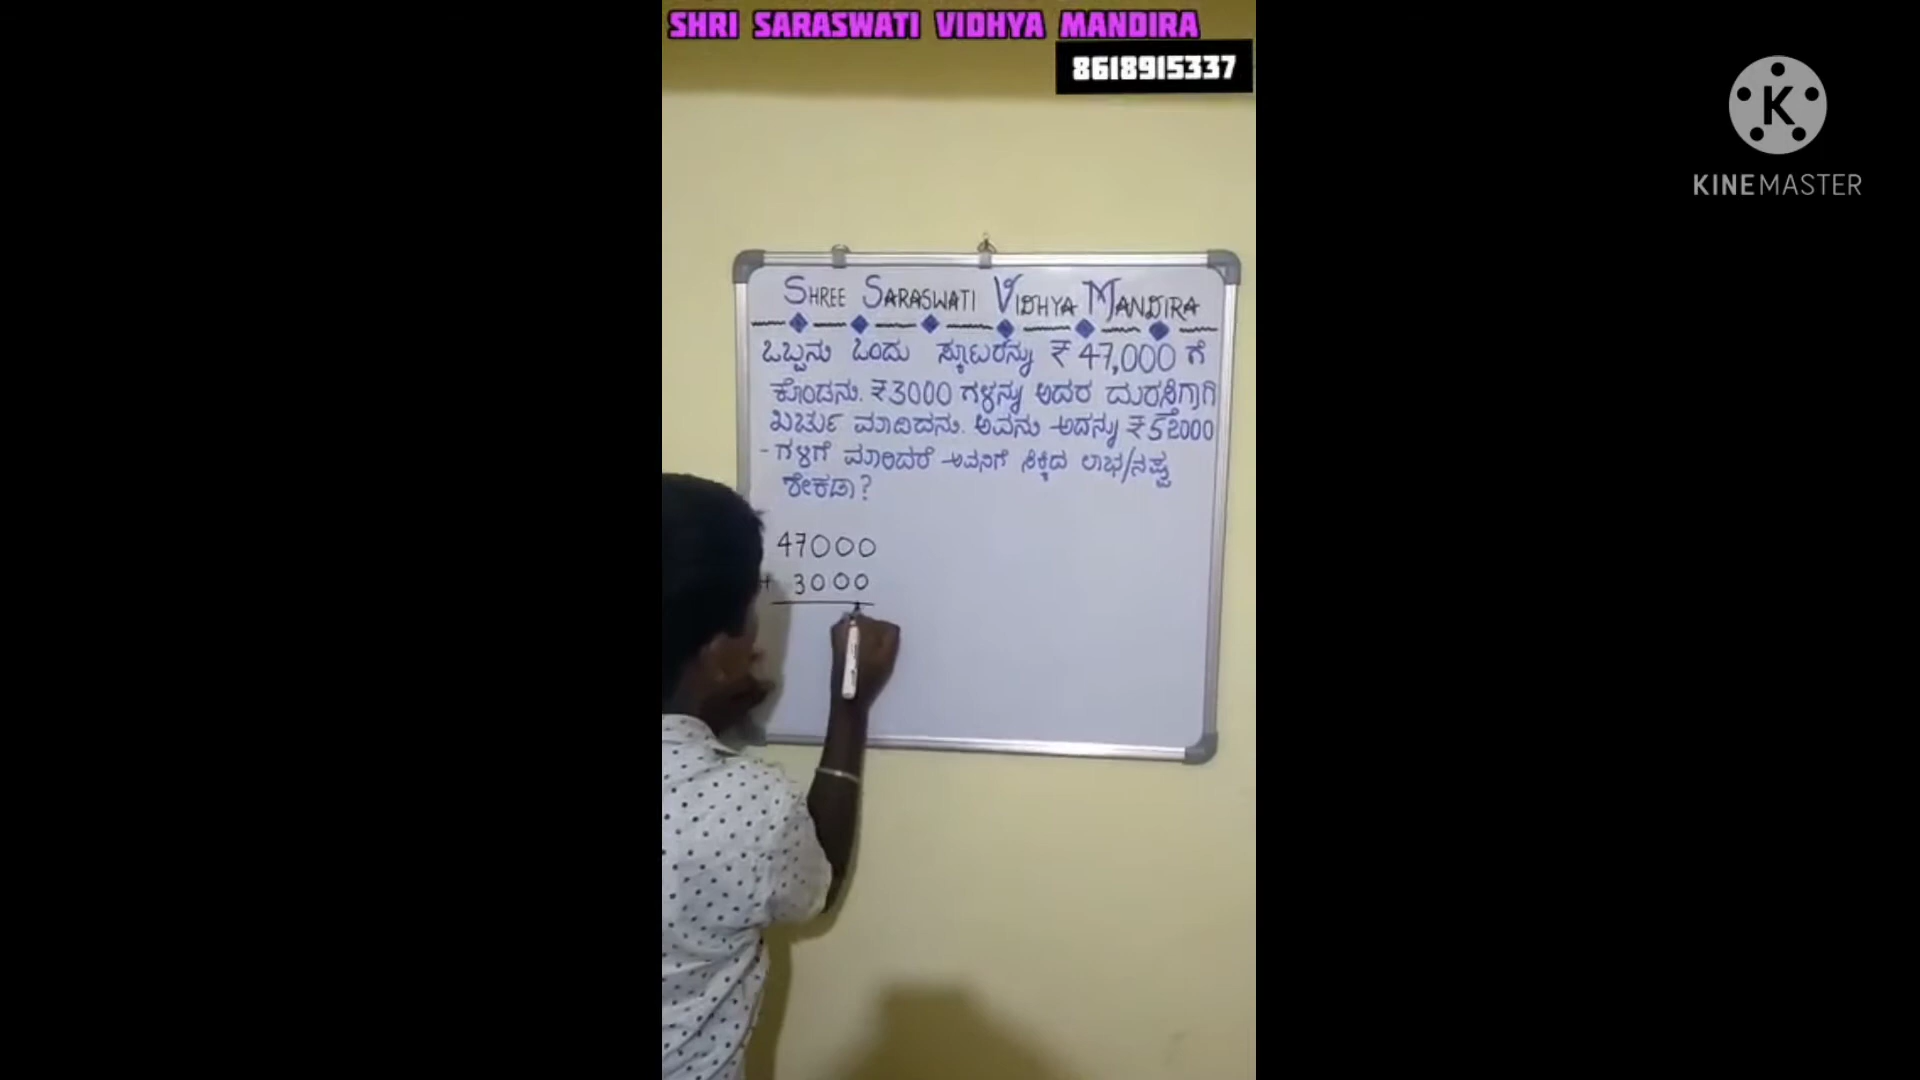 SHRI SARASWATI VIDHYA MANDIRA
8618915337
K
KINEMASTER
SHREE SARASWATI VIDHYA MANDIRA
ಒಬ್ಬನು ಒಂದು ಸ್ಕೂಟರನ್ನು ₹ 47,000 ಗೆ
ಕೊಂಡನು. ₹3000 ಗಳನ್ನು ಅದರ ದುರಸ್ತಿಗಾಗಿ
ಖರ್ಚು ಮಾಡಿದನು. ಅವನು ಅದನ್ನು ₹52000
-ಗಳಿಗೆ ಮಾರಿದರೆ ಅವನಿಗೆ ಸಿಕ್ಕಿದ ಲಾಭ/ನಷ್ಟ
ಶೇಕಡಾ?
47000
+ 3000